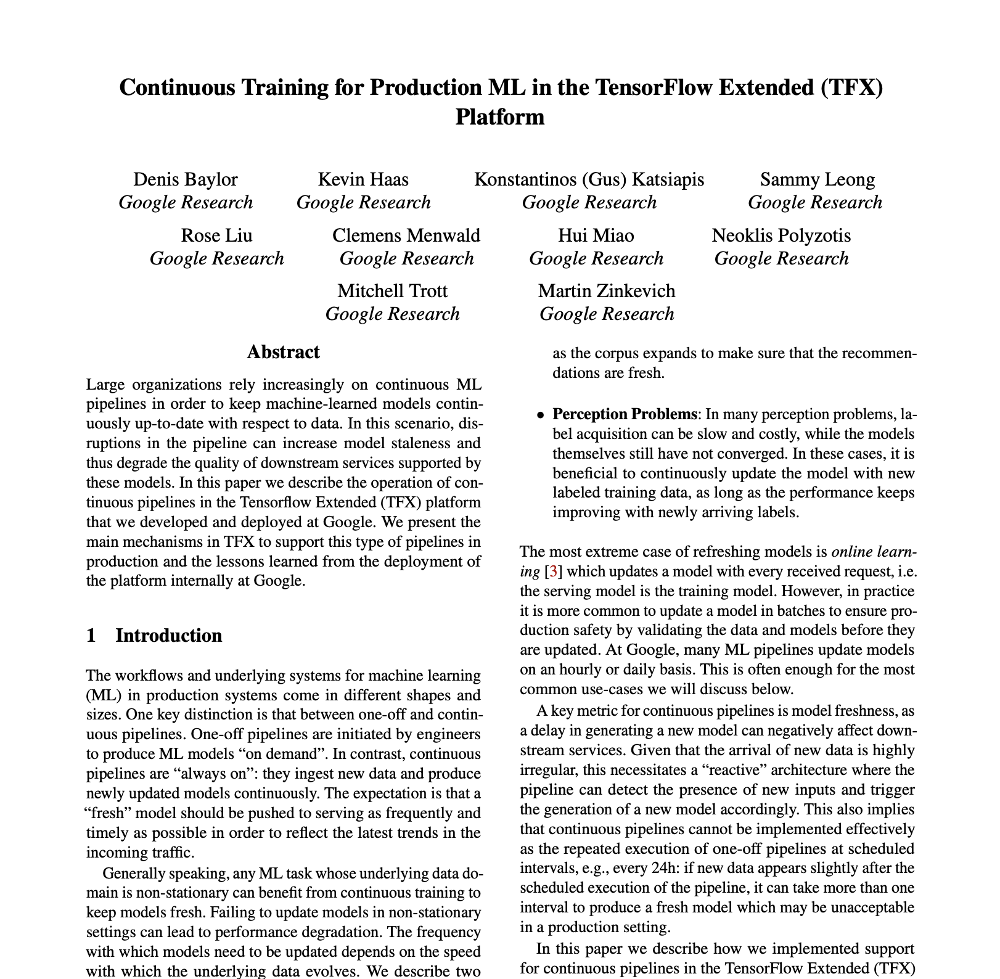 Continuous Training for Production ML in the TensorFlow Extended (TFX)
Platform
Denis Baylor
Google Research
Kevin Haas
Google Research
Konstantinos (Gus) Katsiapis
Google Research
Sammy Leong
Google Research
Rose Liu
Google Research
Clemens Menwald
Google Research
Hui Miao
Google Research
Neoklis Polyzotis
Google Research
Mitchell Trott
Google Research
Martin Zinkevich
Google Research
Abstract
Large organizations rely increasingly on continuous ML
pipelines in order to keep machine-learned models contin-
uously up-to-date with respect to data. In this scenario, dis-
ruptions in the pipeline can increase model staleness and
thus degrade the quality of downstream services supported by
these models. In this paper we describe the operation of con-
tinuous pipelines in the Tensorflow Extended (TFX) platform
that we developed and deployed at Google. We present the
main mechanisms in TFX to support this type of pipelines in
production and the lessons learned from the deployment of
the platform internally at Google.
1 Introduction
The workflows and underlying systems for machine learning
(ML) in production systems come in different shapes and
sizes. One key distinction is that between one-off and contin-
uous pipelines. One-off pipelines are initiated by engineers
to produce ML models “on demand”. In contrast, continuous
pipelines are “always on”: they ingest new data and produce
newly updated models continuously. The expectation is that a
“fresh” model should be pushed to serving as frequently and
timely as possible in order to reflect the latest trends in the
incoming traffic.
Generally speaking, any ML task whose underlying data do-
main is non-stationary can benefit from continuous training to
keep models fresh. Failing to update models in non-stationary
settings can lead to performance degradation. The frequency
with which models need to be updated depends on the speed
with which the underlying data evolves. We describe two
as the corpus expands to make sure that the recommen-
dations are fresh.
• Perception Problems: In many perception problems, la-
bel acquisition can be slow and costly, while the models
themselves still have not converged. In these cases, it is
beneficial to continuously update the model with new
labeled training data, as long as the performance keeps
improving with newly arriving labels.
The most extreme case of refreshing models is online learn-
ing [3] which updates a model with every received request, i.e.
the serving model is the training model. However, in practice
it is more common to update a model in batches to ensure pro-
duction safety by validating the data and models before they
are updated. At Google, many ML pipelines update models
on an hourly or daily basis. This is often enough for the most
common use-cases we will discuss below.
A key metric for continuous pipelines is model freshness, as
a delay in generating a new model can negatively affect down-
stream services. Given that the arrival of new data is highly
irregular, this necessitates a “reactive” architecture where the
pipeline can detect the presence of new inputs and trigger
the generation of a new model accordingly. This also implies
that continuous pipelines cannot be implemented effectively
as the repeated execution of one-off pipelines at scheduled
intervals, e.g., every 24h: if new data appears slightly after the
scheduled execution of the pipeline, it can take more than one
interval to produce a fresh model which may be unacceptable
in a production setting.
In this paper we describe how we implemented support
for continuous pipelines in the TensorFlow Extended (TFX)